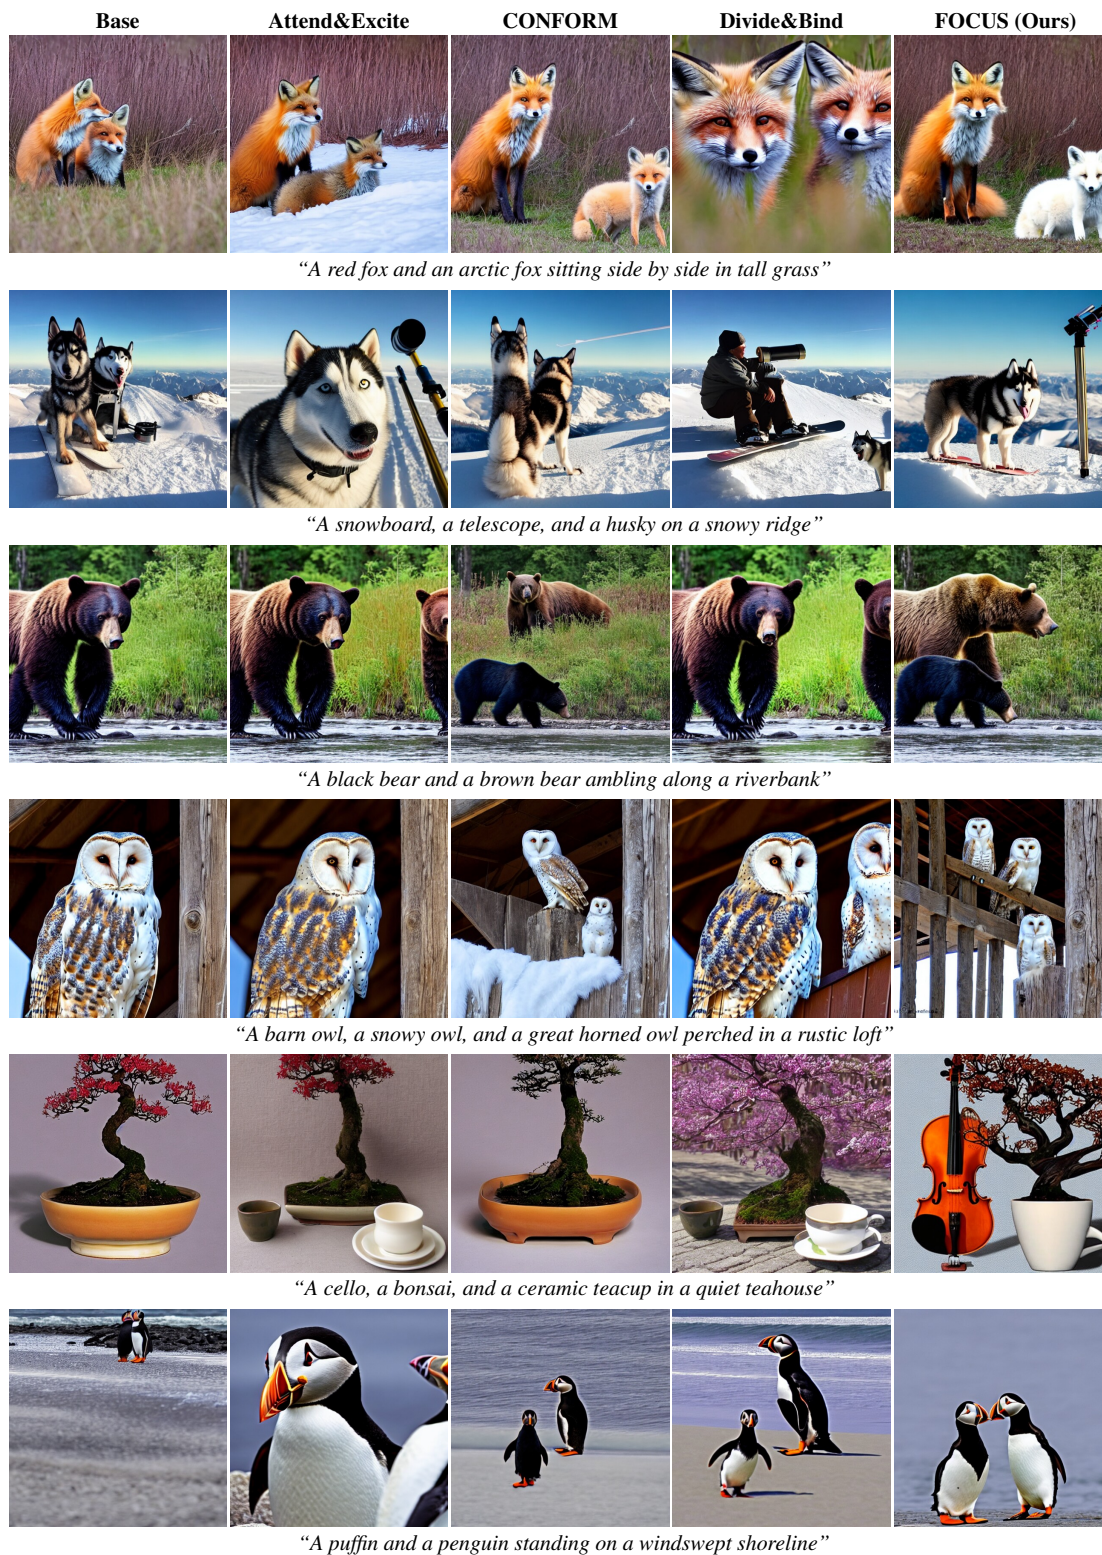 Base Attend&Excite CONFORM Divide&Bind FOCUS (Ours)
“A red fox and an arctic fox sitting side by side in tall grass”
“A snowboard, a telescope, and a husky on a snowy ridge”
“A black bear and a brown bear ambling along a riverbank”
“A barn owl, a snowy owl, and a great horned owl perched in a rustic loft”
“A cello, a bonsai, and a ceramic teacup in a quiet teahouse”
“A puffin and a penguin standing on a windswept shoreline”